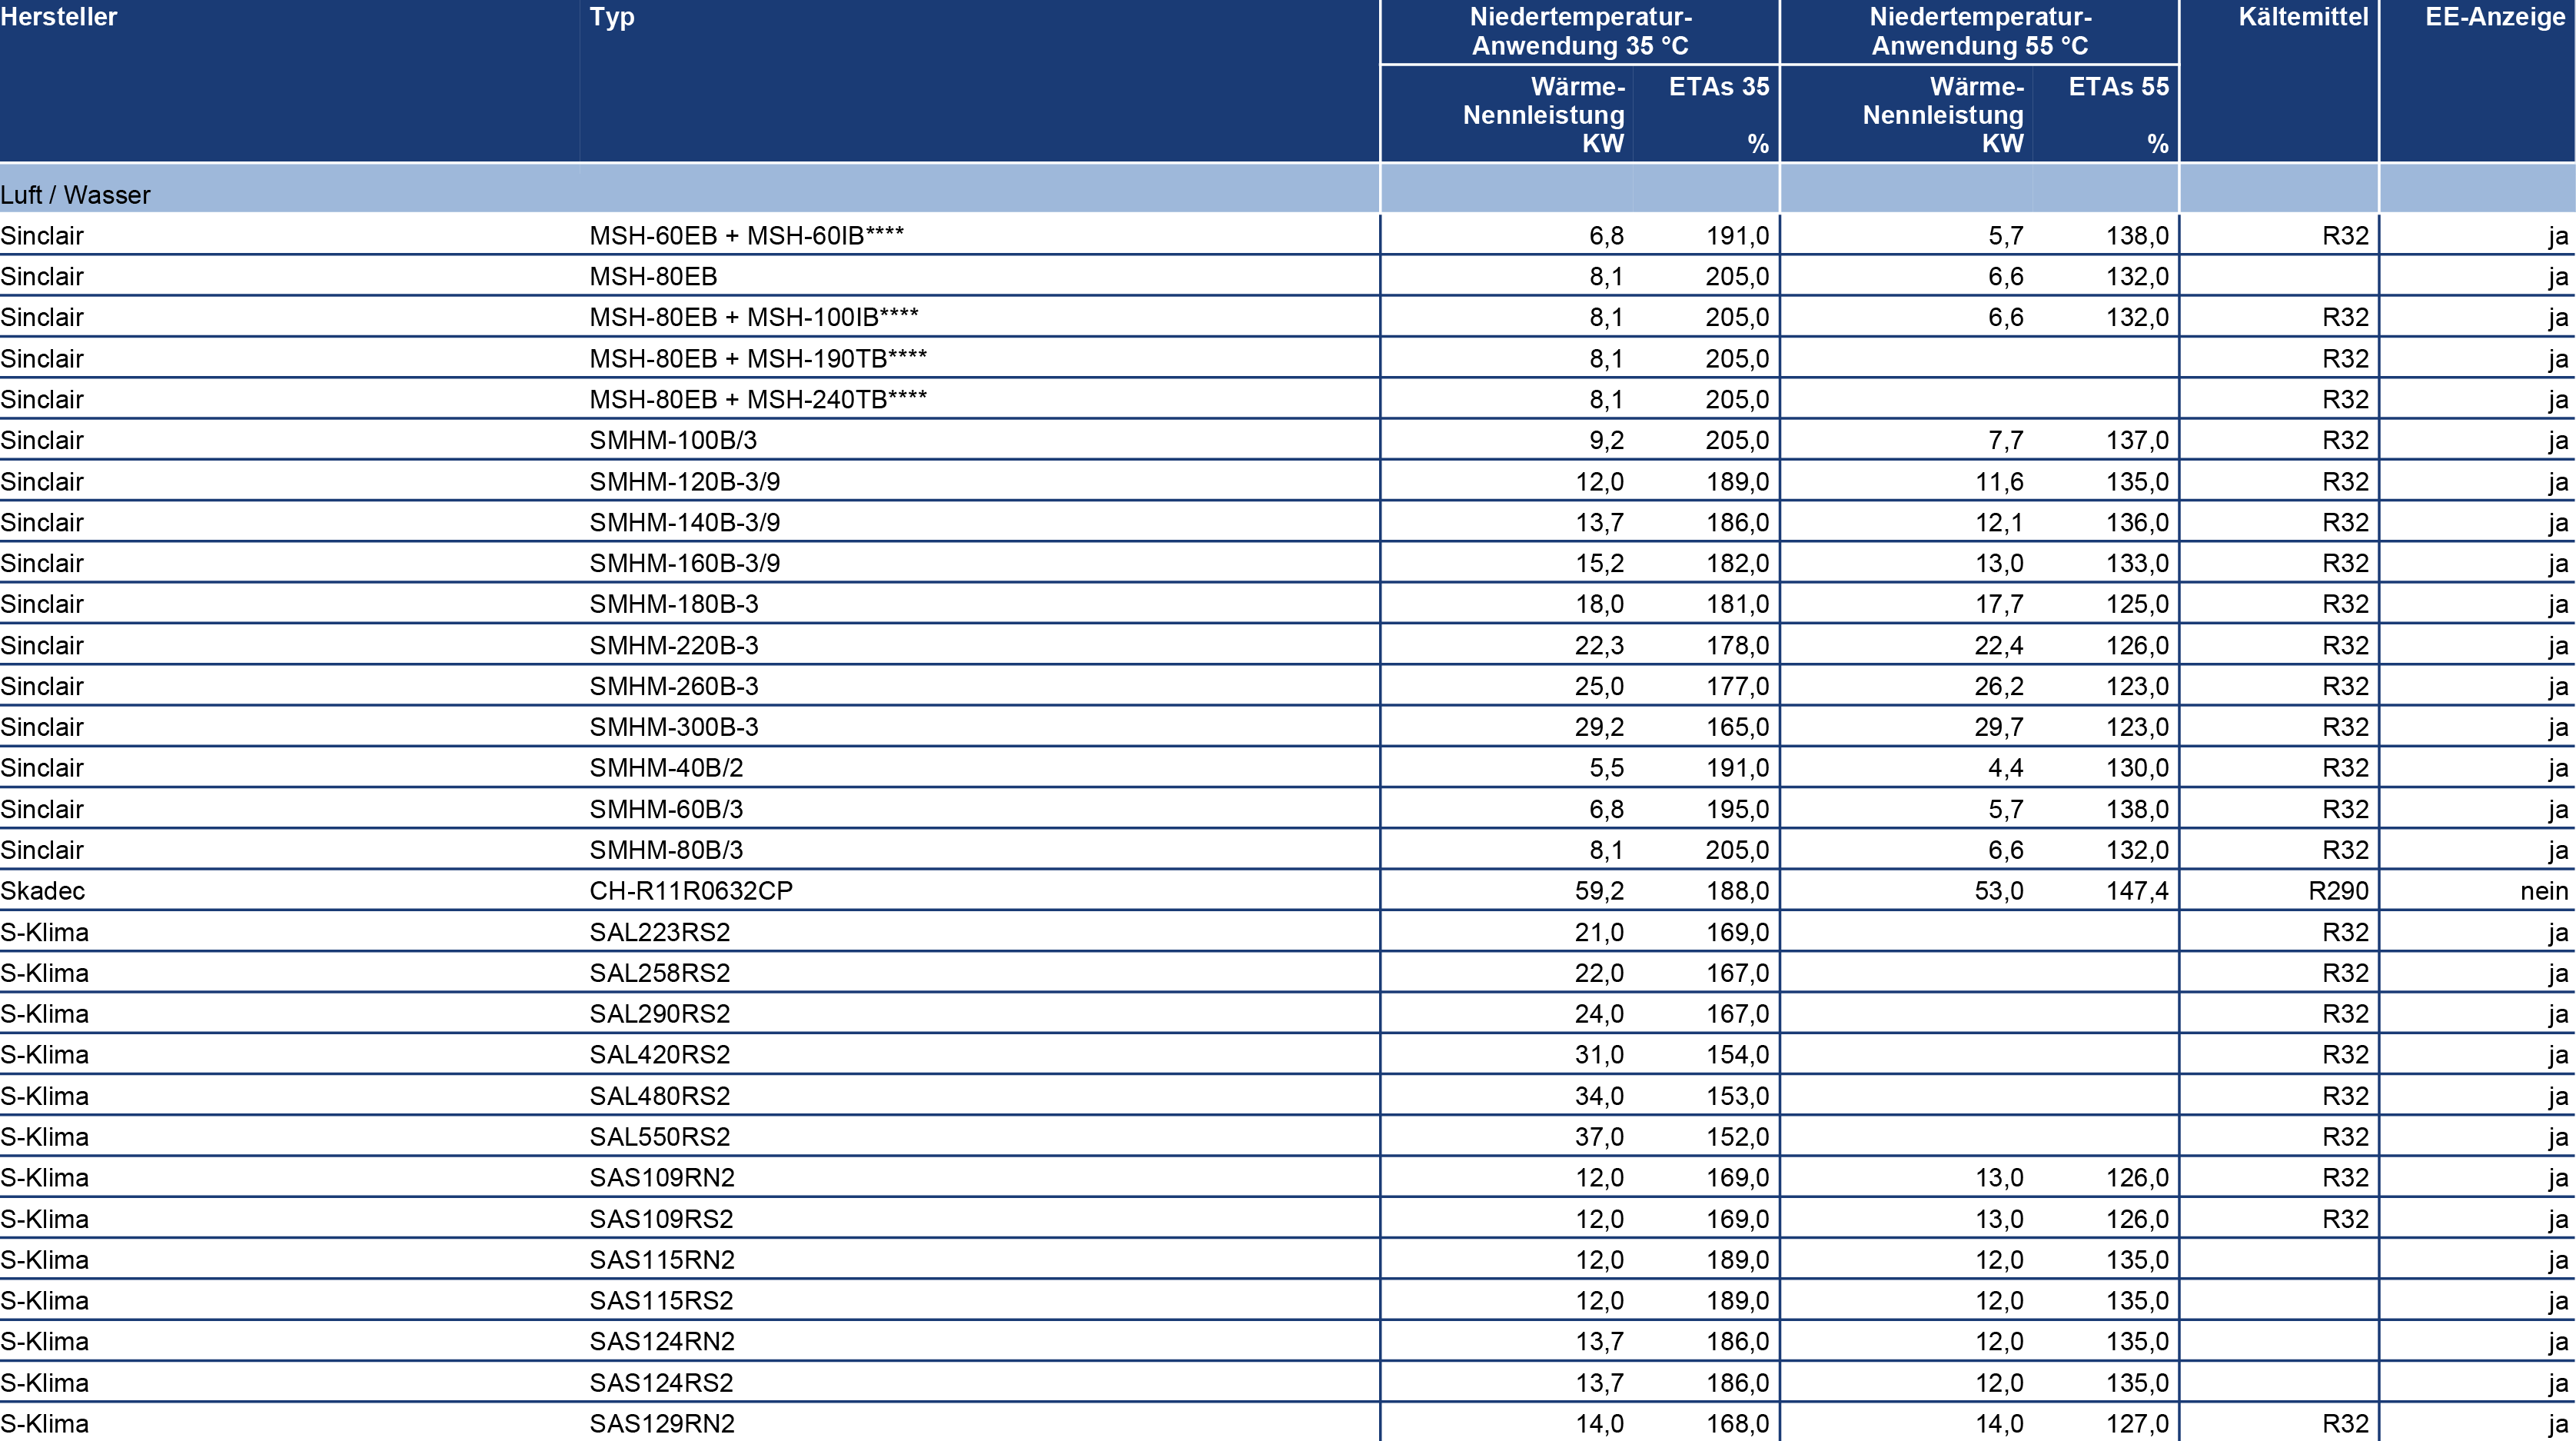 Hersteller Typ Niedertemperatur- Niedertemperatur- Kältemittel EE-Anzeige
Anwendung 35 °C Anwendung 55 °C
Wärme- ETAs 35 Wärme- ETAs 55
Nennleistung Nennleistung
KW % KW %
Luft / Wasser
Sinclair MSH-60EB + MSH-60IB**** 6,8 191,0 5,7 138,0 R32 ja
Sinclair MSH-80EB 8,1 205,0 6,6 132,0 ja
Sinclair MSH-80EB + MSH-100IB**** 8,1 205,0 6,6 132,0 R32 ja
Sinclair MSH-80EB + MSH-190TB**** 8,1 205,0 R32 ja
Sinclair MSH-80EB + MSH-240TB**** 8,1 205,0 R32 ja
Sinclair SMHM-100B/3 9,2 205,0 7,7 137,0 R32 ja
Sinclair SMHM-120B-3/9 12,0 189,0 11,6 135,0 R32 ja
Sinclair SMHM-140B-3/9 13,7 186,0 12,1 136,0 R32 ja
Sinclair SMHM-160B-3/9 15,2 182,0 13,0 133,0 R32 ja
Sinclair SMHM-180B-3 18,0 181,0 17,7 125,0 R32 ja
Sinclair SMHM-220B-3 22,3 178,0 22,4 126,0 R32 ja
Sinclair SMHM-260B-3 25,0 177,0 26,2 123,0 R32 ja
Sinclair SMHM-300B-3 29,2 165,0 29,7 123,0 R32 ja
Sinclair SMHM-40B/2 5,5 191,0 4,4 130,0 R32 ja
Sinclair SMHM-60B/3 6,8 195,0 5,7 138,0 R32 ja
Sinclair SMHM-80B/3 8,1 205,0 6,6 132,0 R32 ja
Skadec CH-R11R0632CP 59,2 188,0 53,0 147,4 R290 nein
S-Klima SAL223RS2 21,0 169,0 R32 ja
S-Klima SAL258RS2 22,0 167,0 R32 ja
S-Klima SAL290RS2 24,0 167,0 R32 ja
S-Klima SAL420RS2 31,0 154,0 R32 ja
S-Klima SAL480RS2 34,0 153,0 R32 ja
S-Klima SAL550RS2 37,0 152,0 R32 ja
S-Klima SAS109RN2 12,0 169,0 13,0 126,0 R32 ja
S-Klima SAS109RS2 12,0 169,0 13,0 126,0 R32 ja
S-Klima SAS115RN2 12,0 189,0 12,0 135,0 ja
S-Klima SAS115RS2 12,0 189,0 12,0 135,0 ja
S-Klima SAS124RN2 13,7 186,0 12,0 135,0 ja
S-Klima SAS124RS2 13,7 186,0 12,0 135,0 ja
S-Klima SAS129RN2 14,0 168,0 14,0 127,0 R32 ja